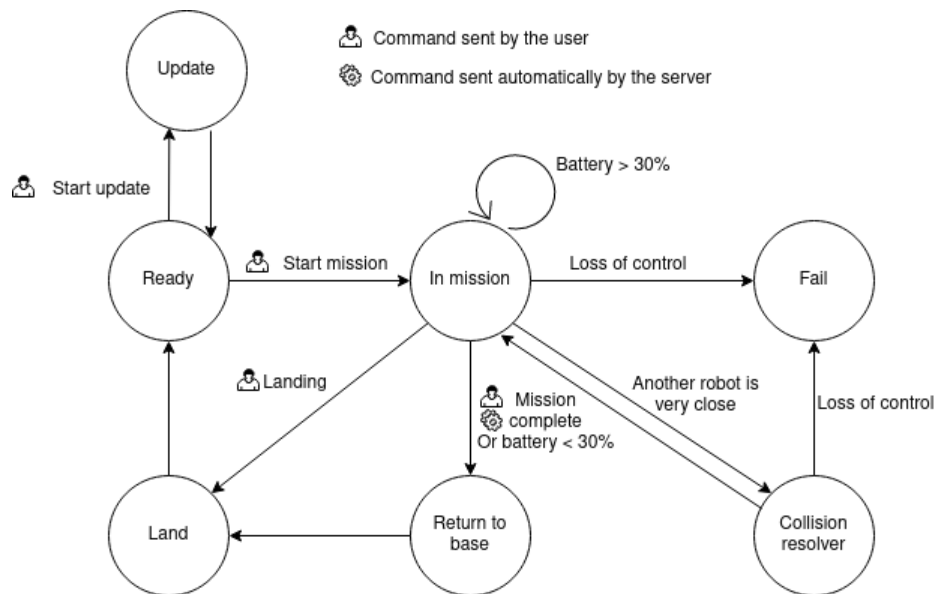 Update
Command sent by the user
Command sent automatically by the server
Start update
Battery > 30%
Ready
Start mission
In mission
Loss of control
Fail
Landing
Mission
complete
Or battery < 30%
Another robot is
very close
Loss of control
Land
Return to
base
Collision
resolver